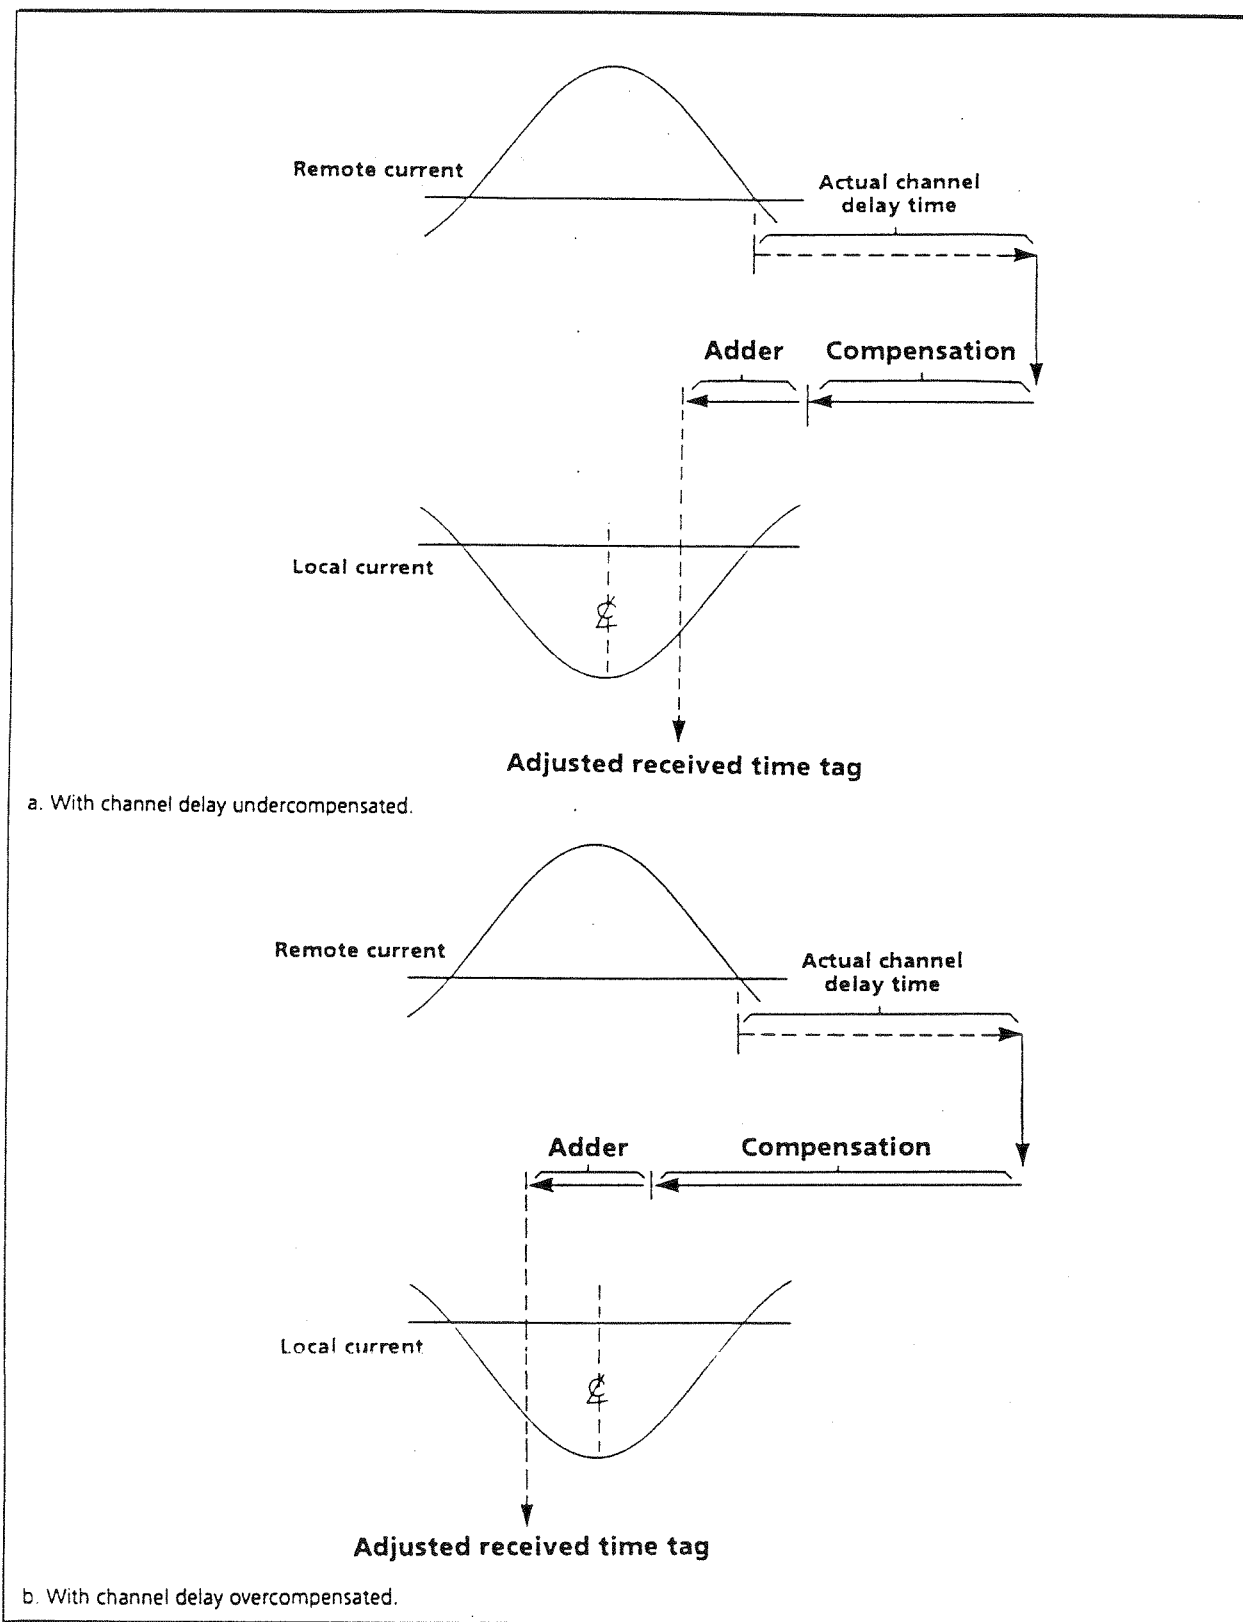 Remote current
Actual channel
delay time
Adder
Compensation
Local current
℄
Adjusted received time tag
a. With channel delay undercompensated.
Remote current
Actual channel
delay time
Adder
Compensation
Local current
℄
Adjusted received time tag
b. With channel delay overcompensated.